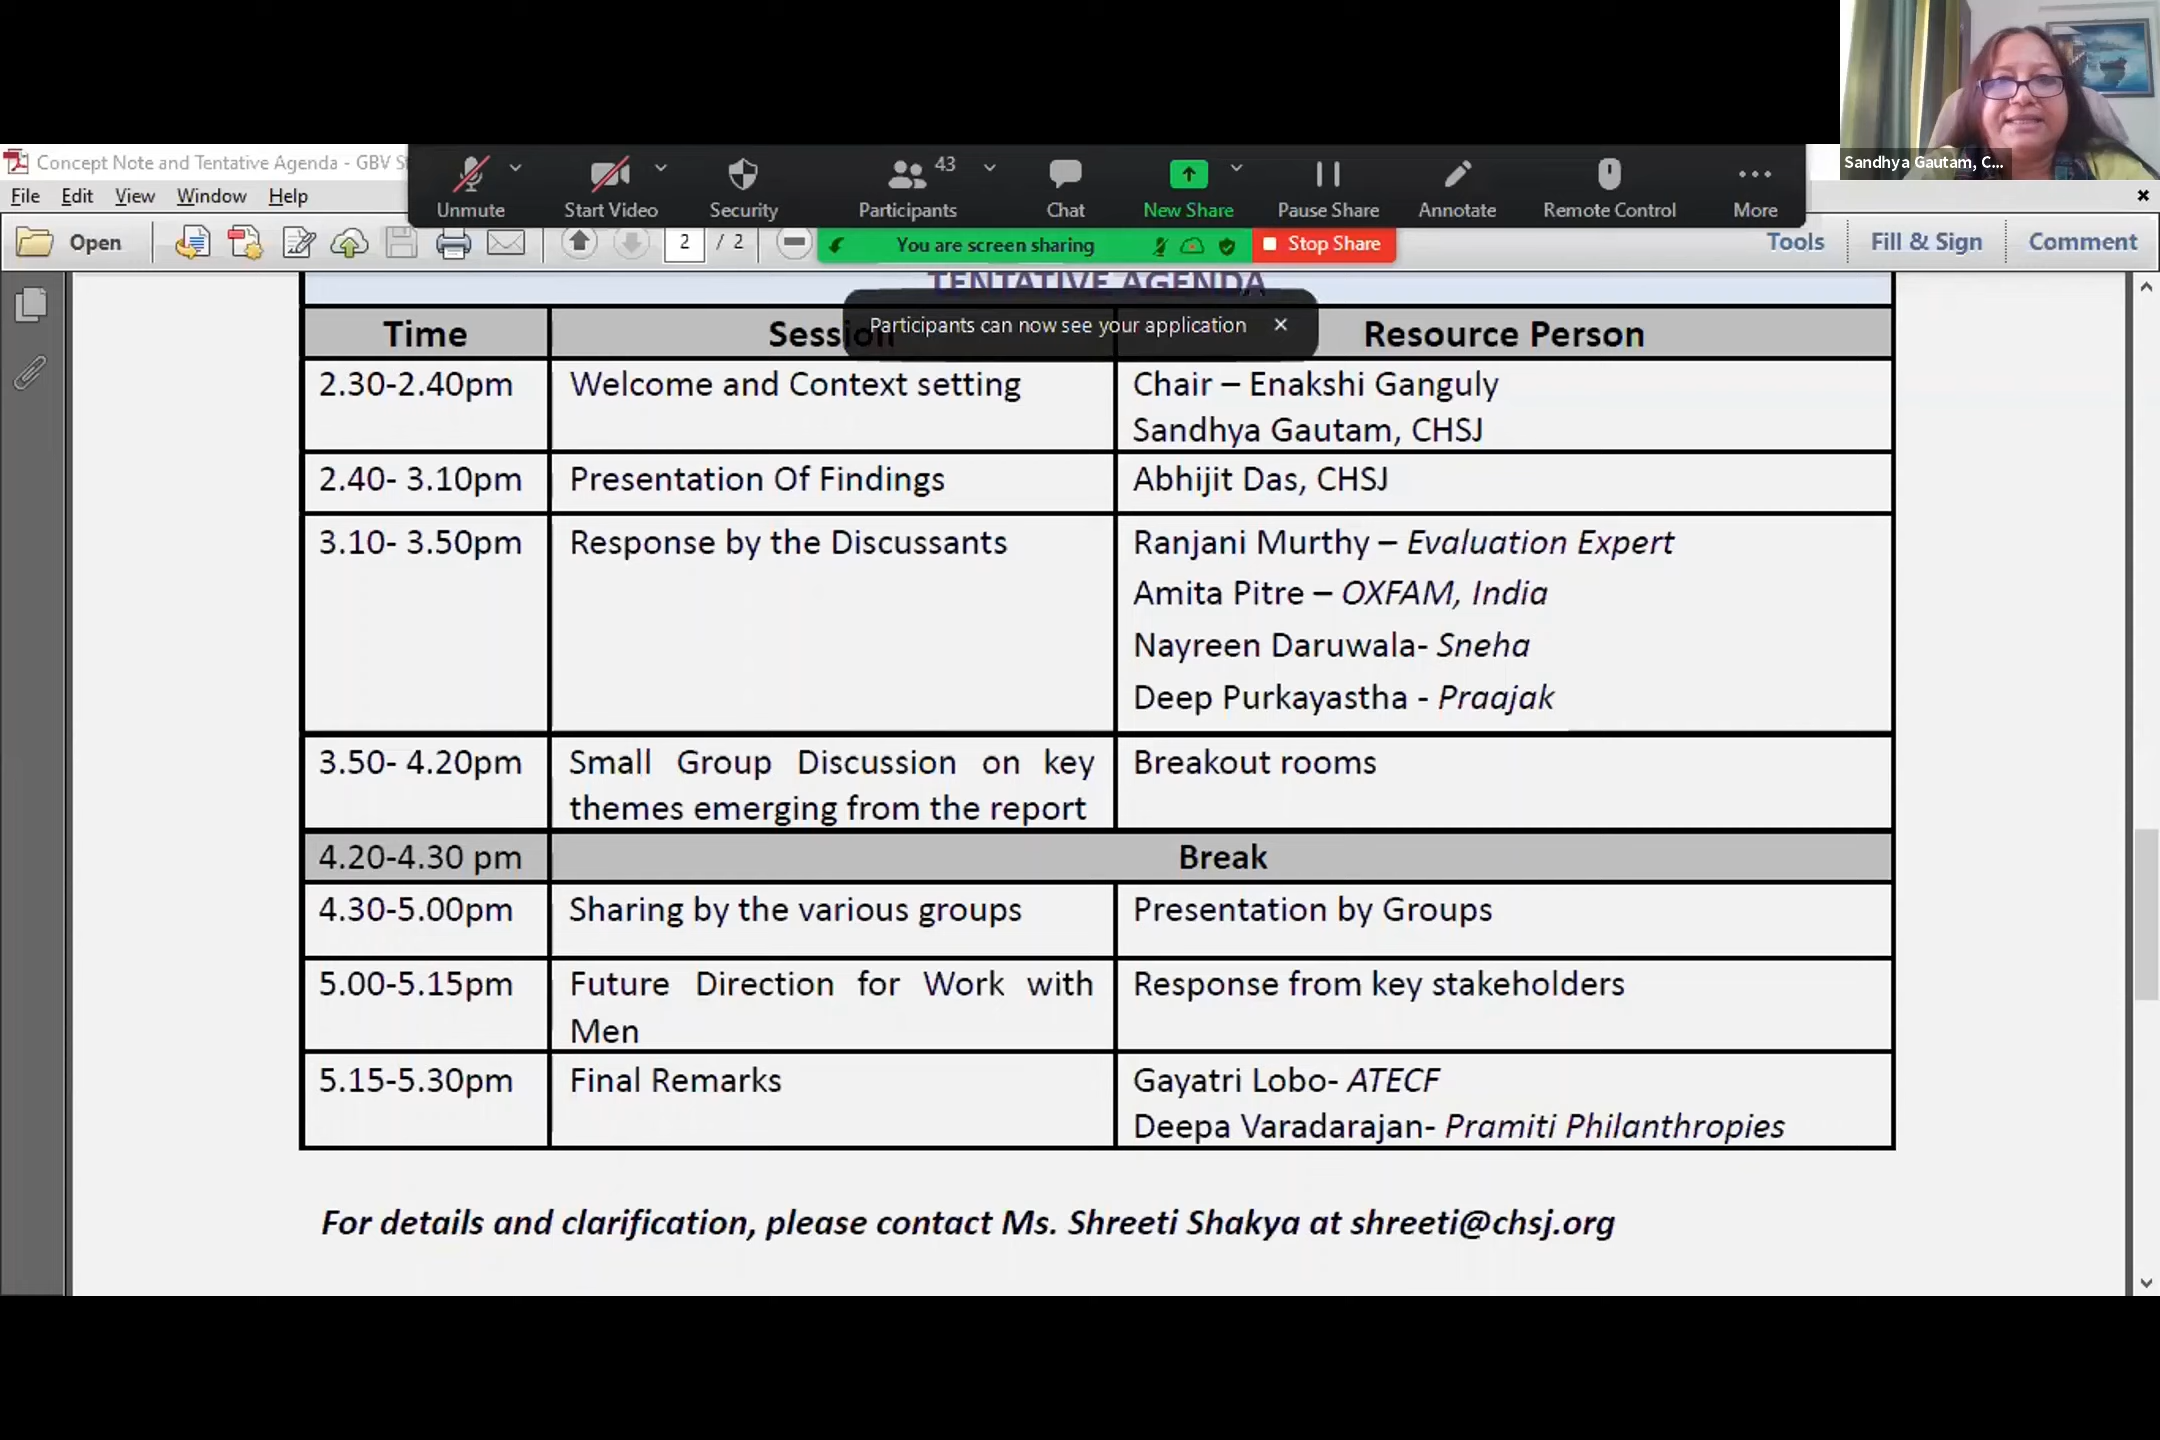 Sandhya Gautam, C...
Concept Note and Tentative Agenda - GBV S
Unmute
Start Video
Security
43
Participants
Chat
New Share
Pause Share
Annotate
Remote Control
More
File Edit View Window Help
Open
2 / 2
You are screen sharing
Stop Share
Tools Fill & Sign Comment
TENTATIVE AGENDA
Participants can now see your application
Time Session Resource Person
2.30-2.40pm Welcome and Context setting Chair – Enakshi Ganguly
Sandhya Gautam, CHSJ
2.40- 3.10pm Presentation Of Findings Abhijit Das, CHSJ
3.10- 3.50pm Response by the Discussants Ranjani Murthy – Evaluation Expert
Amita Pitre – OXFAM, India
Nayreen Daruwala- Sneha
Deep Purkayastha - Praajak
3.50- 4.20pm Small Group Discussion on key Breakout rooms
themes emerging from the report
4.20-4.30 pm Break
4.30-5.00pm Sharing by the various groups Presentation by Groups
5.00-5.15pm Future Direction for Work with Response from key stakeholders
Men
5.15-5.30pm Final Remarks Gayatri Lobo- ATECF
Deepa Varadarajan- Pramiti Philanthropies
For details and clarification, please contact Ms. Shreeti Shakya at shreeti@chsj.org